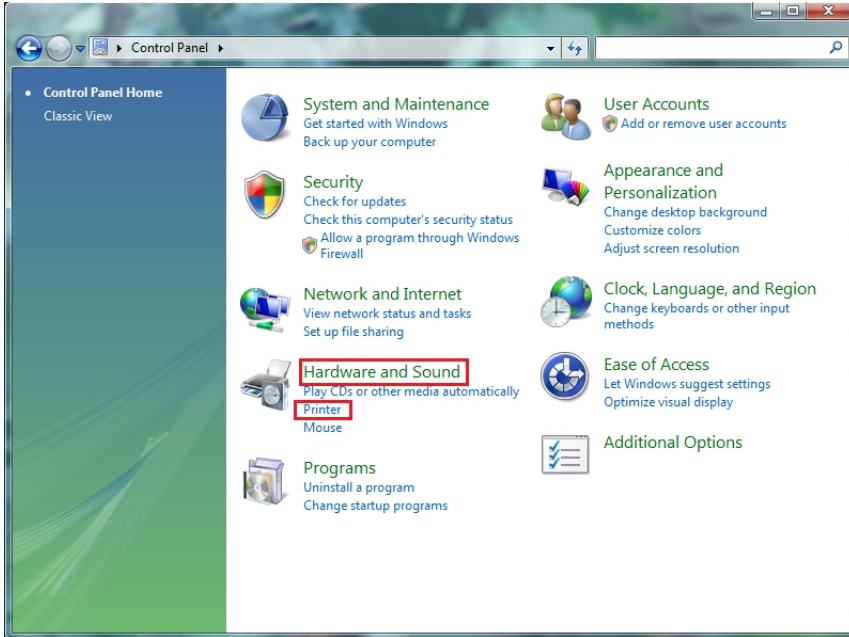 Control Panel
Control Panel Home
Classic View
System and Maintenance
Get started with Windows
Back up your computer
Security
Check for updates
Check this computer's security status
Allow a program through Windows
Firewall
Network and Internet
View network status and tasks
Set up file sharing
Hardware and Sound
Play CDs or other media automatically
Printer
Mouse
Programs
Uninstall a program
Change startup programs
User Accounts
Add or remove user accounts
Appearance and
Personalization
Change desktop background
Customize colors
Adjust screen resolution
Clock, Language, and Region
Change keyboards or other input
methods
Ease of Access
Let Windows suggest settings
Optimize visual display
Additional Options